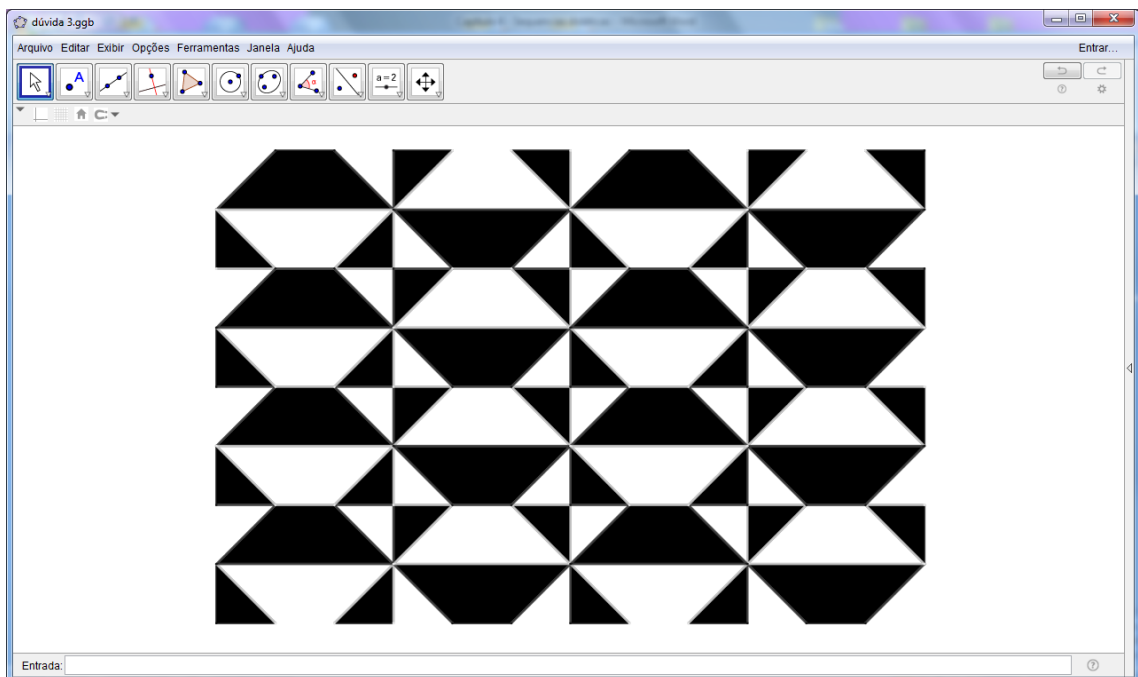 dúvida 3.ggb
Arquivo Editar Exibir Opções Ferramentas Janela Ajuda
Entrar...
A
α
a=2
Entrada: